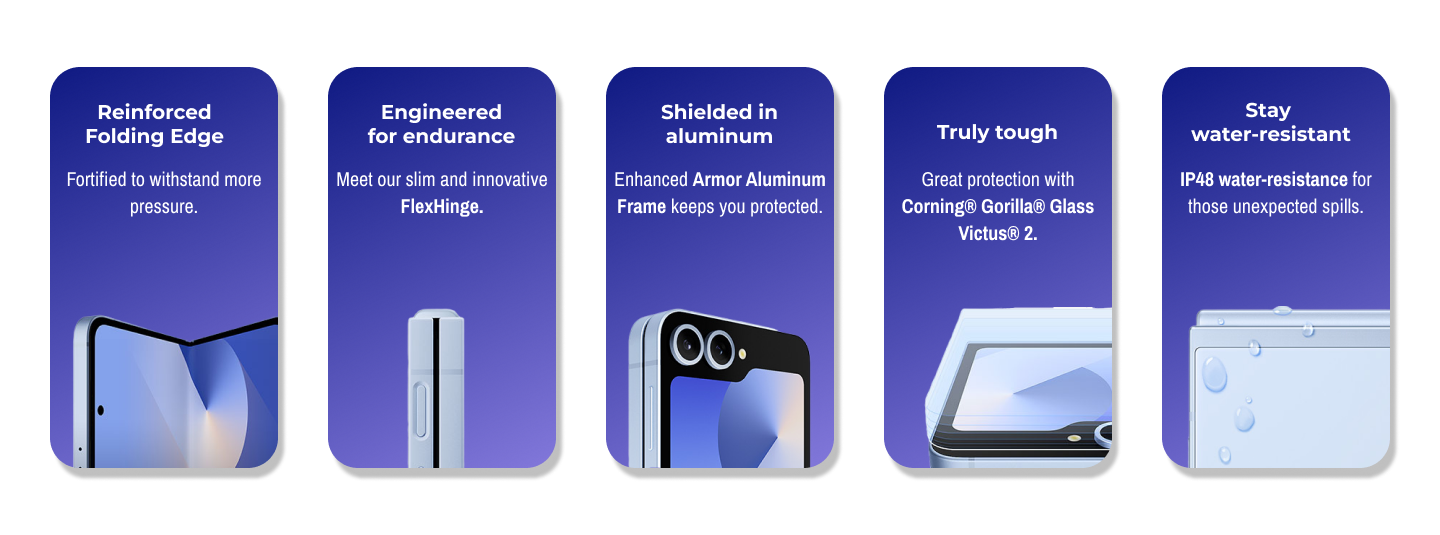 Reinforced
Folding Edge
Fortified to withstand more
pressure.
Engineered
for endurance
Meet our slim and innovative
FlexHinge.
Shielded in
aluminum
Enhanced Armor Aluminum
Frame keeps you protected.
Truly tough
Great protection with
Corning® Gorilla® Glass
Victus® 2.
Stay
water-resistant
IP48 water-resistance for
those unexpected spills.